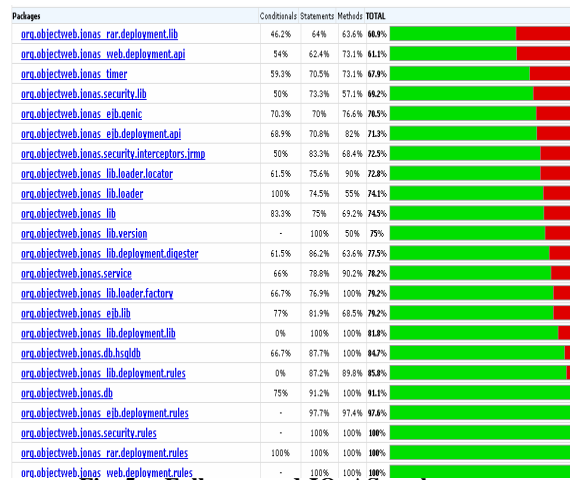 Packages Conditionals Statements Methods TOTAL
org.objectweb.jonas_rar.deployment.lib 46.2% 64% 63.6% 60.9%
org.objectweb.jonas_web.deployment.api 54% 62.4% 73.1% 61.1%
org.objectweb.jonas_timer 59.3% 70.5% 73.1% 67.9%
org.objectweb.jonas.security.lib 50% 73.3% 57.1% 69.2%
org.objectweb.jonas_ejb.genic 70.3% 70% 76.6% 70.5%
org.objectweb.jonas_ejb.deployment.api 68.9% 70.8% 82% 71.3%
org.objectweb.jonas.security.interceptors.jrmp 50% 83.3% 68.4% 72.5%
org.objectweb.jonas_lib.loader.locator 61.5% 75.6% 90% 72.8%
org.objectweb.jonas_lib.loader 100% 74.5% 55% 74.1%
org.objectweb.jonas_lib 83.3% 75% 69.2% 74.5%
org.objectweb.jonas_lib.version - 100% 50% 75%
org.objectweb.jonas_lib.deployment.digester 61.5% 86.2% 63.6% 77.5%
org.objectweb.jonas.service 66% 78.8% 90.2% 78.2%
org.objectweb.jonas_lib.loader.factory 66.7% 76.9% 100% 79.2%
org.objectweb.jonas_ejb.lib 77% 81.9% 68.5% 79.2%
org.objectweb.jonas_lib.deployment.lib 0% 100% 100% 81.8%
org.objectweb.jonas.db.hsqldb 66.7% 87.7% 100% 84.7%
org.objectweb.jonas_lib.deployment.rules 0% 87.2% 89.8% 85.8%
org.objectweb.jonas.db 75% 91.2% 100% 91.1%
org.objectweb.jonas_ejb.deployment.rules - 97.7% 97.4% 97.6%
org.objectweb.jonas.security.rules - 100% 100% 100%
org.objectweb.jonas_rar.deployment.rules 100% 100% 100% 100%
org.objectweb.jonas_web.deployment.rules - 100% 100% 100%